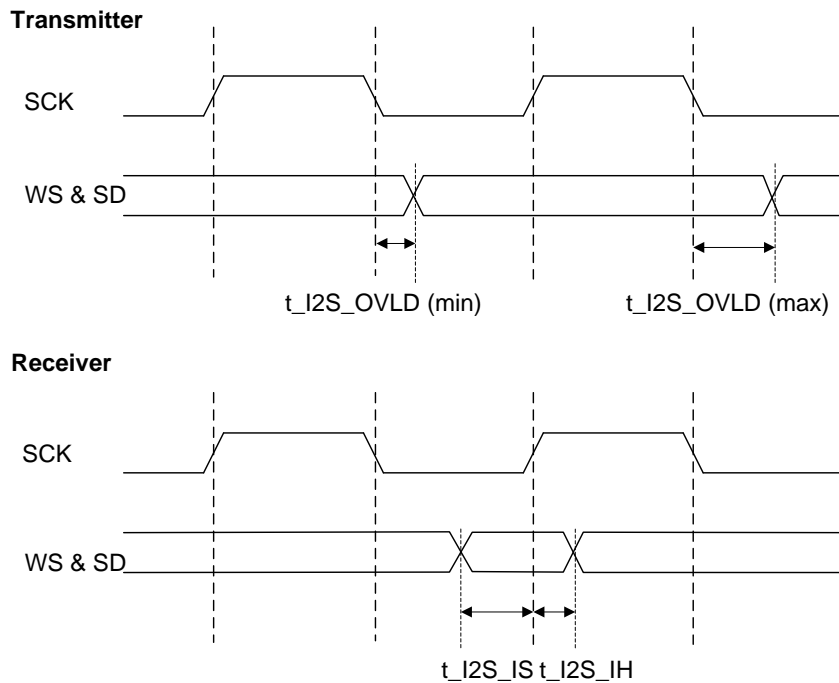 Transmitter
SCK
WS & SD
t_I2S_OVLD (min) t_I2S_OVLD (max)
Receiver
SCK
WS & SD
t_I2S_IS t_I2S_IH